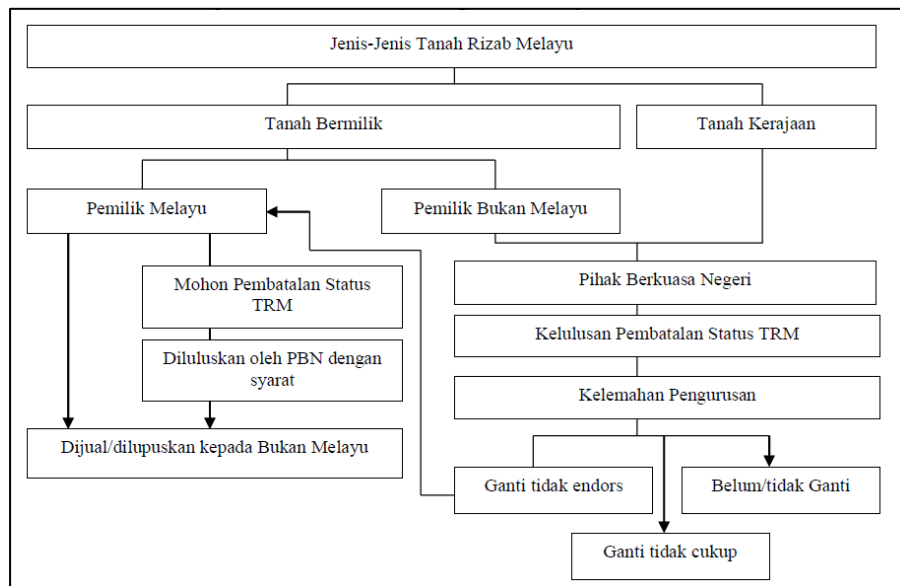 Jenis-Jenis Tanah Rizab Melayu
Tanah Bermilik
Tanah Kerajaan
Pemilik Melayu
Pemilik Bukan Melayu
Mohon Pembatalan Status
TRM
Pihak Berkuasa Negeri
Kelulusan Pembatalan Status TRM
Diluluskan oleh PBN dengan
syarat
Kelemahan Pengurusan
Dijual/dilupuskan kepada Bukan Melayu
Ganti tidak endors
Belum/tidak Ganti
Ganti tidak cukup